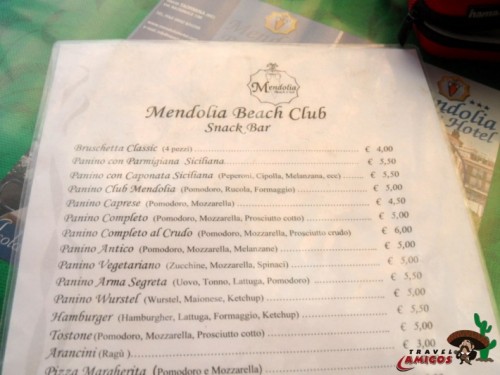 Mendolia
Mendolia Beach Club
Snack Bar
Bruschetta Classic (4 pezzi) € 4,00
Panino con Parmigiana Siciliana € 5,50
Panino con Caponata Siciliana (Peperoni, Cipolla, Melanzana, ecc) € 5,50
Panino Club Mendolia (Pomodoro, Rucola, Formaggio) € 5,00
Panino Caprese (Pomodoro, Mozzarella) € 4,50
Panino Completo (Pomodoro, Mozzarella, Prosciutto cotto) € 5,00
Panino Completo al Crudo (Pomodoro, Mozzarella, Prosciutto crudo) € 6,00
Panino Antico (Pomodoro, Mozzarella, Melanzane) € 5,00
Panino Vegetariano (Zucchine, Mozzarella, Spinaci) € 5,00
Panino Arma Segreta (Uovo, Tonno, Lattuga, Pomodoro) € 5,50
Panino Wurstel (Wurstel, Maionese, Ketchup) € 5,00
Hamburger (Hamburgher, Lattuga, Formaggio, Ketchup) € 5,50
Tostone (Pomodoro, Mozzarella, Prosciutto cotto) € 5,00
Arancini (Ragù) € 3,00
Pizza Margherita (Pomodoro e Mozzarella)
Mendolia
Hotel
TRAVEL
AMIGOS